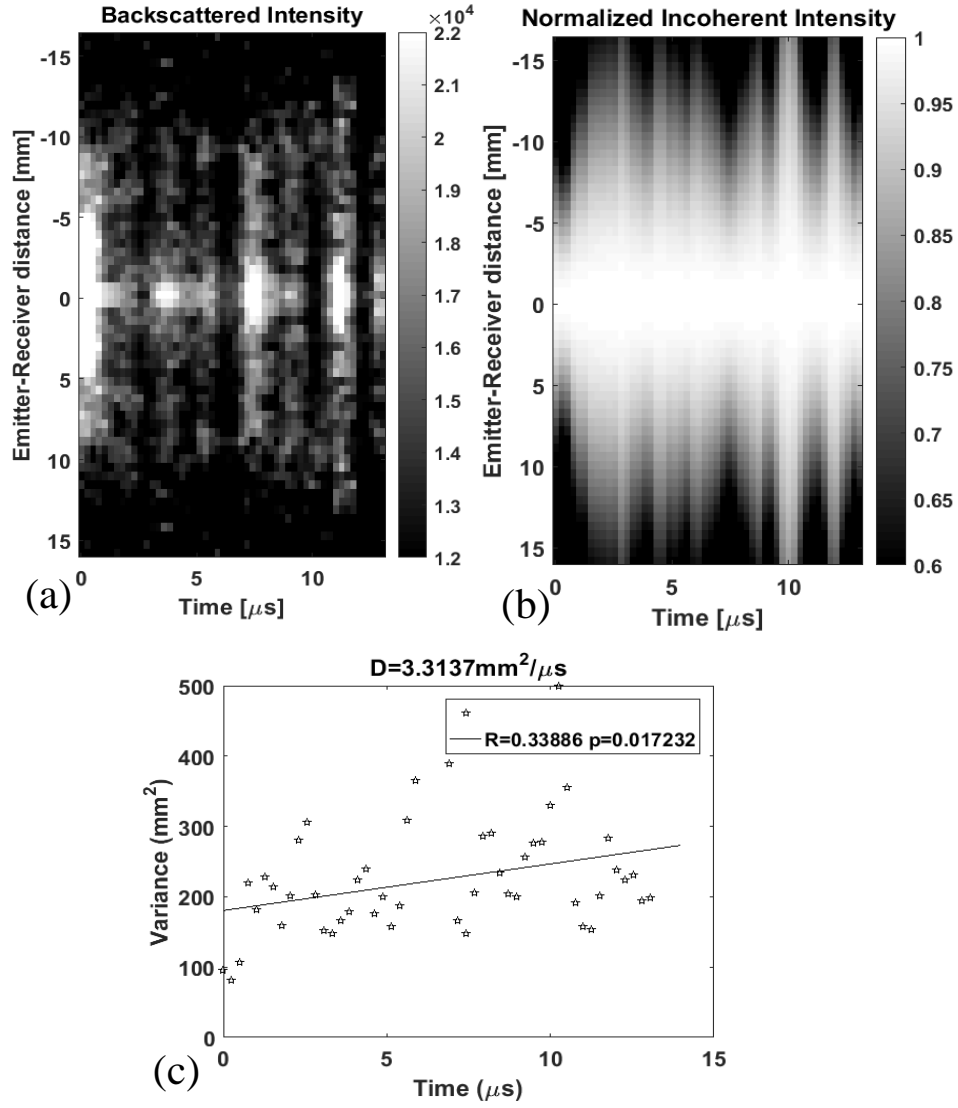 Backscattered Intensity
×10⁴
Emitter-Receiver distance [mm]
-15
-10
-5
0
5
10
15
0 5 10
Time [μs]
2.2
2.1
2
1.9
1.8
1.7
1.6
1.5
1.4
1.3
1.2
(a)
Normalized Incoherent Intensity
Emitter-Receiver distance [mm]
-15
-10
-5
0
5
10
15
0 5 10
Time [μs]
1
0.95
0.9
0.85
0.8
0.75
0.7
0.65
0.6
(b)
D=3.3137mm²/μs
Variance (mm²)
500
400
300
200
100
0
R=0.33886 p=0.017232
0 5 10 15
Time (μs)
(c)